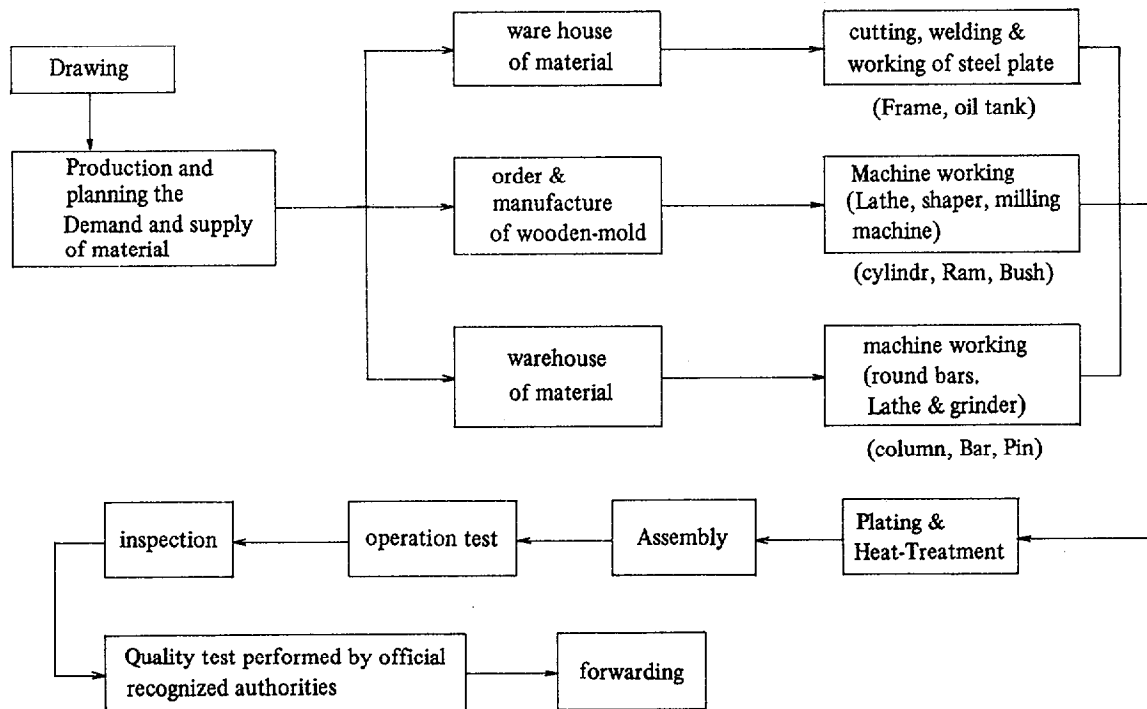 Drawing
Production and
planning the
Demand and supply
of material
ware house
of material
cutting, welding &
working of steel plate
(Frame, oil tank)
order &
manufacture
of wooden-mold
Machine working
(Lathe, shaper, milling
machine)
(cylindr, Ram, Bush)
warehouse
of material
machine working
(round bars.
Lathe & grinder)
(column, Bar, Pin)
Plating &
Heat-Treatment
Assembly
operation test
inspection
Quality test performed by official
recognized authorities
forwarding